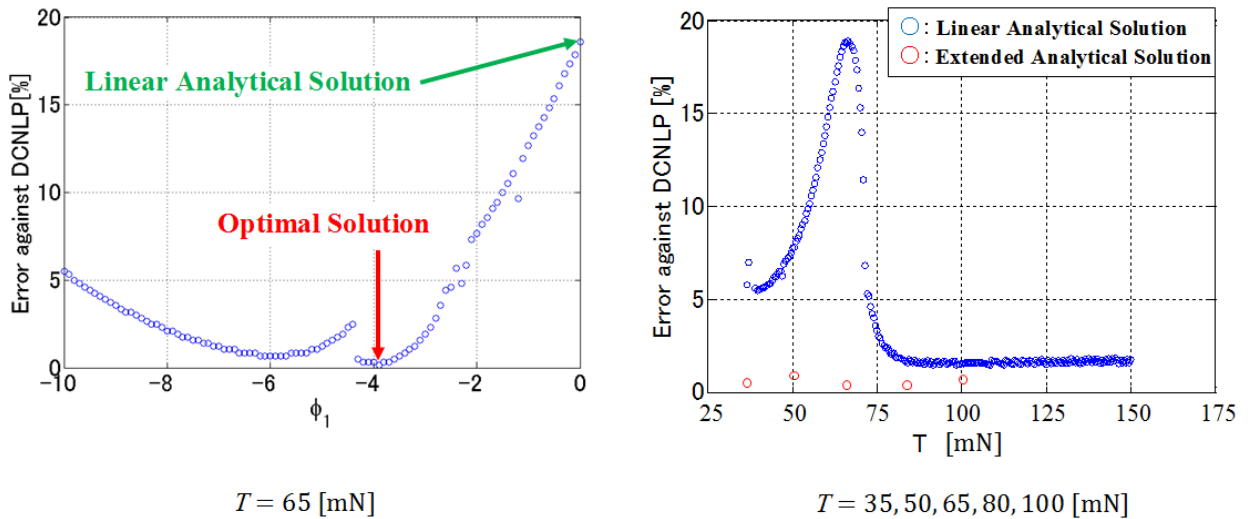 20
15
10
5
0
Error against DCNLP[%]
Linear Analytical Solution
Optimal Solution
-10
-8
-6
-4
-2
0
ϕ1
T = 65 [mN]
20
15
10
5
0
Error against DCNLP [%]
: Linear Analytical Solution
: Extended Analytical Solution
25
50
75
100
125
150
175
T [mN]
T = 35, 50, 65, 80, 100 [mN]